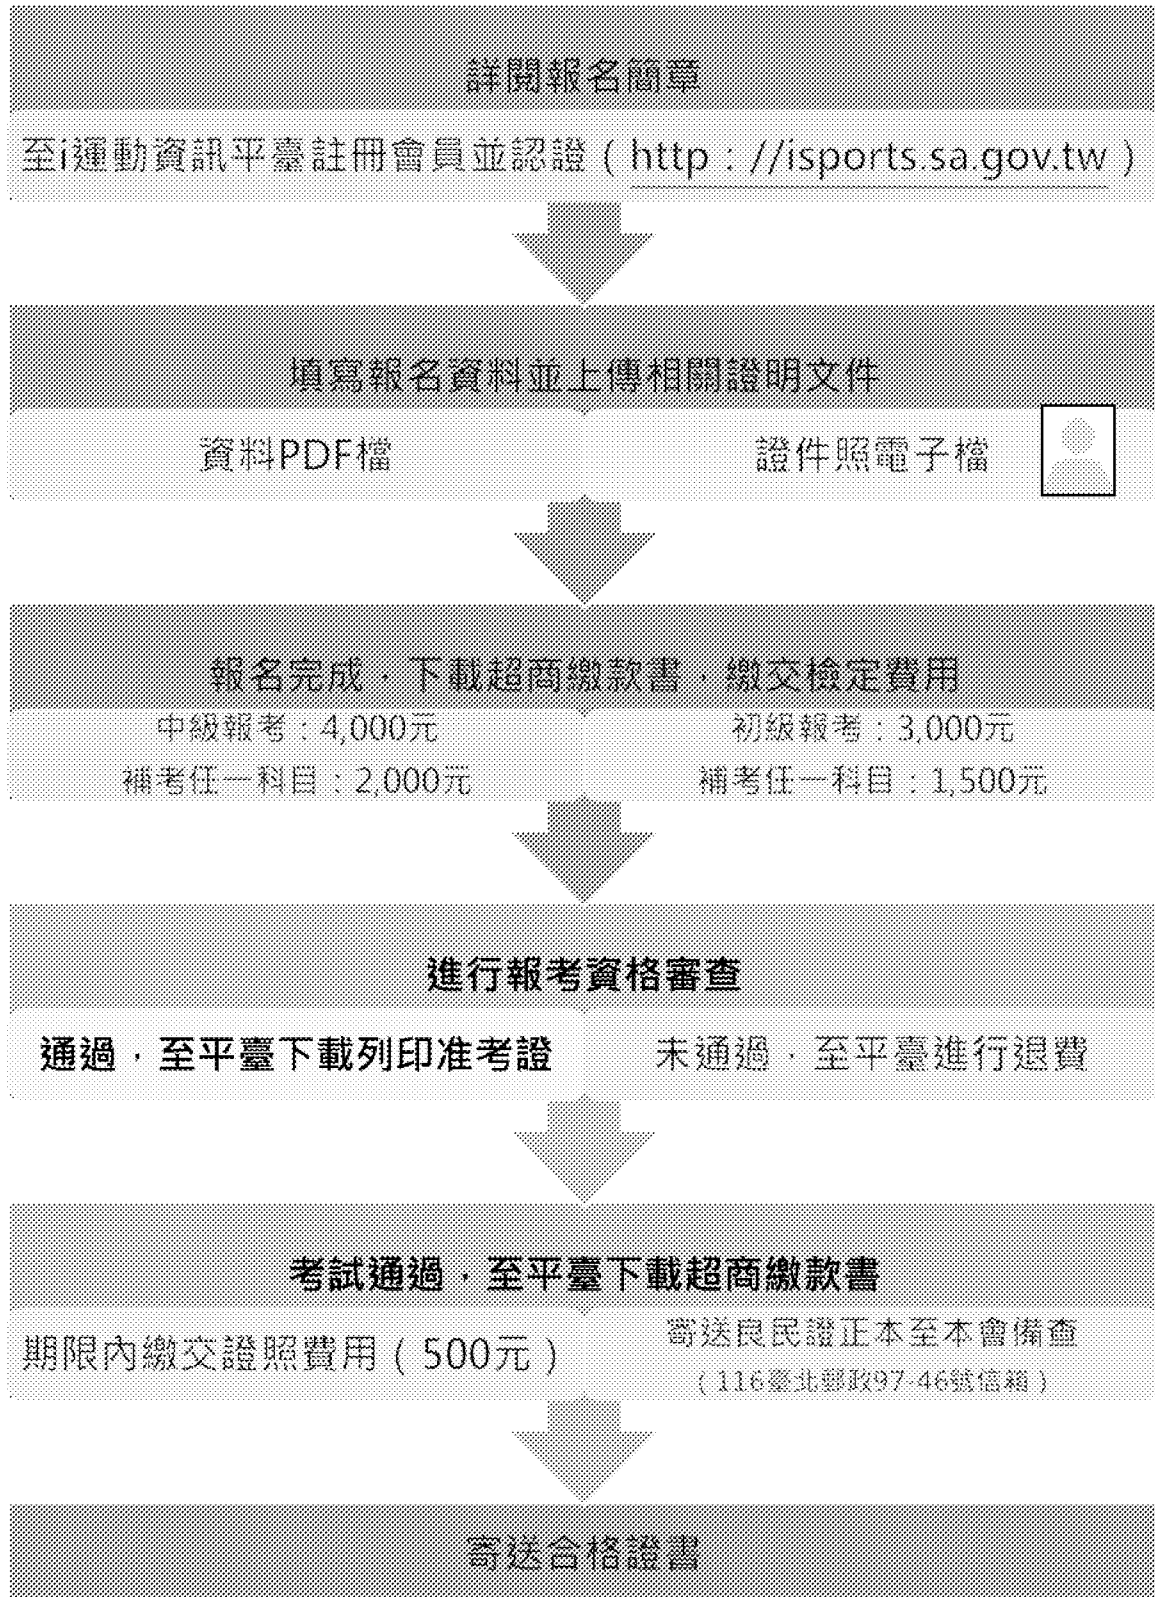 詳閱報名簡章
至i運動資訊平臺註冊會員並認證（http：//isports.sa.gov.tw）
填寫報名資料並上傳相關證明文件
資料PDF檔
證件照電子檔
報名完成，下載超商繳款書，繳交檢定費用
中級報考：4,000元
補考任一科目：2,000元
初級報考：3,000元
補考任一科目：1,500元
進行報考資格審查
通過，至平臺下載列印准考證
未通過，至平臺進行退費
考試通過，至平臺下載超商繳款書
期限內繳交證照費用（500元）
寄送良民證正本至本會備查
（116臺北郵政97-46號信箱）
寄送合格證書